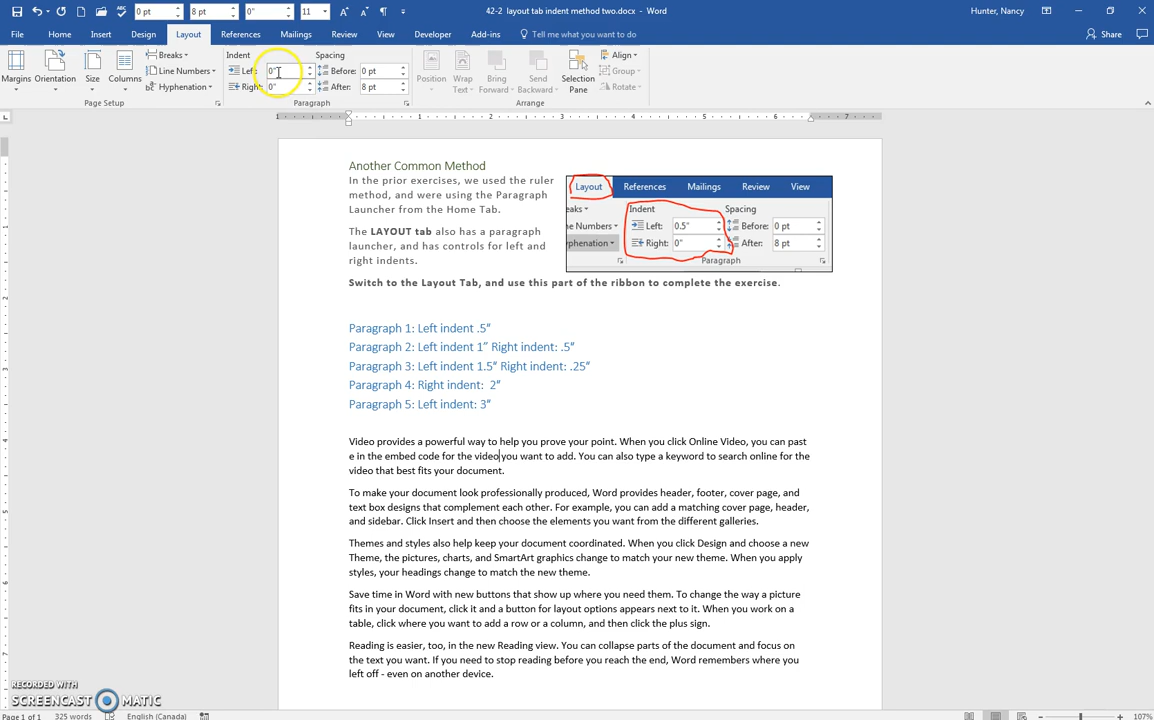 0 pt 8 pt 0" 11 42-2 layout tab indent method two.docx - Word Hunter, Nancy
File Home Insert Design Layout References Mailings Review View Developer Add-ins Tell me what you want to do Share
Breaks Indent Spacing Align
Line Numbers Left: 0" Before: 0 pt Group
Hyphenation Right: 0" After: 8 pt Rotate
Margins Orientation Size Columns Position Wrap Text Bring Forward Send Backward Selection Pane
Page Setup Paragraph Arrange
1 1 2 3 4 5 6 7
Another Common Method
In the prior exercises, we used the ruler
method, and were using the Paragraph
Launcher from the Home Tab.
The LAYOUT tab also has a paragraph
launcher, and has controls for left and
right indents.
Layout References Mailings Review View
eaks Indent Spacing
ne Numbers Left: 0.5" Before: 0 pt
yphenation Right: 0" After: 8 pt
Paragraph
Switch to the Layout Tab, and use this part of the ribbon to complete the exercise.
Paragraph 1: Left indent .5"
Paragraph 2: Left indent 1" Right indent: .5"
Paragraph 3: Left indent 1.5" Right indent: .25"
Paragraph 4: Right indent: 2"
Paragraph 5: Left indent: 3"
Video provides a powerful way to help you prove your point. When you click Online Video, you can past
e in the embed code for the video you want to add. You can also type a keyword to search online for the
video that best fits your document.
To make your document look professionally produced, Word provides header, footer, cover page, and
text box designs that complement each other. For example, you can add a matching cover page, header,
and sidebar. Click Insert and then choose the elements you want from the different galleries.
Themes and styles also help keep your document coordinated. When you click Design and choose a new
Theme, the pictures, charts, and SmartArt graphics change to match your new theme. When you apply
styles, your headings change to match the new theme.
Save time in Word with new buttons that show up where you need them. To change the way a picture
fits in your document, click it and a button for layout options appears next to it. When you work on a
table, click where you want to add a row or a column, and then click the plus sign.
Reading is easier, too, in the new Reading view. You can collapse parts of the document and focus on
the text you want. If you need to stop reading before you reach the end, Word remembers where you
left off - even on another device.
RECORDED WITH
SCREENCAST MATIC
Page 1 of 1 325 words English (Canada) 107%